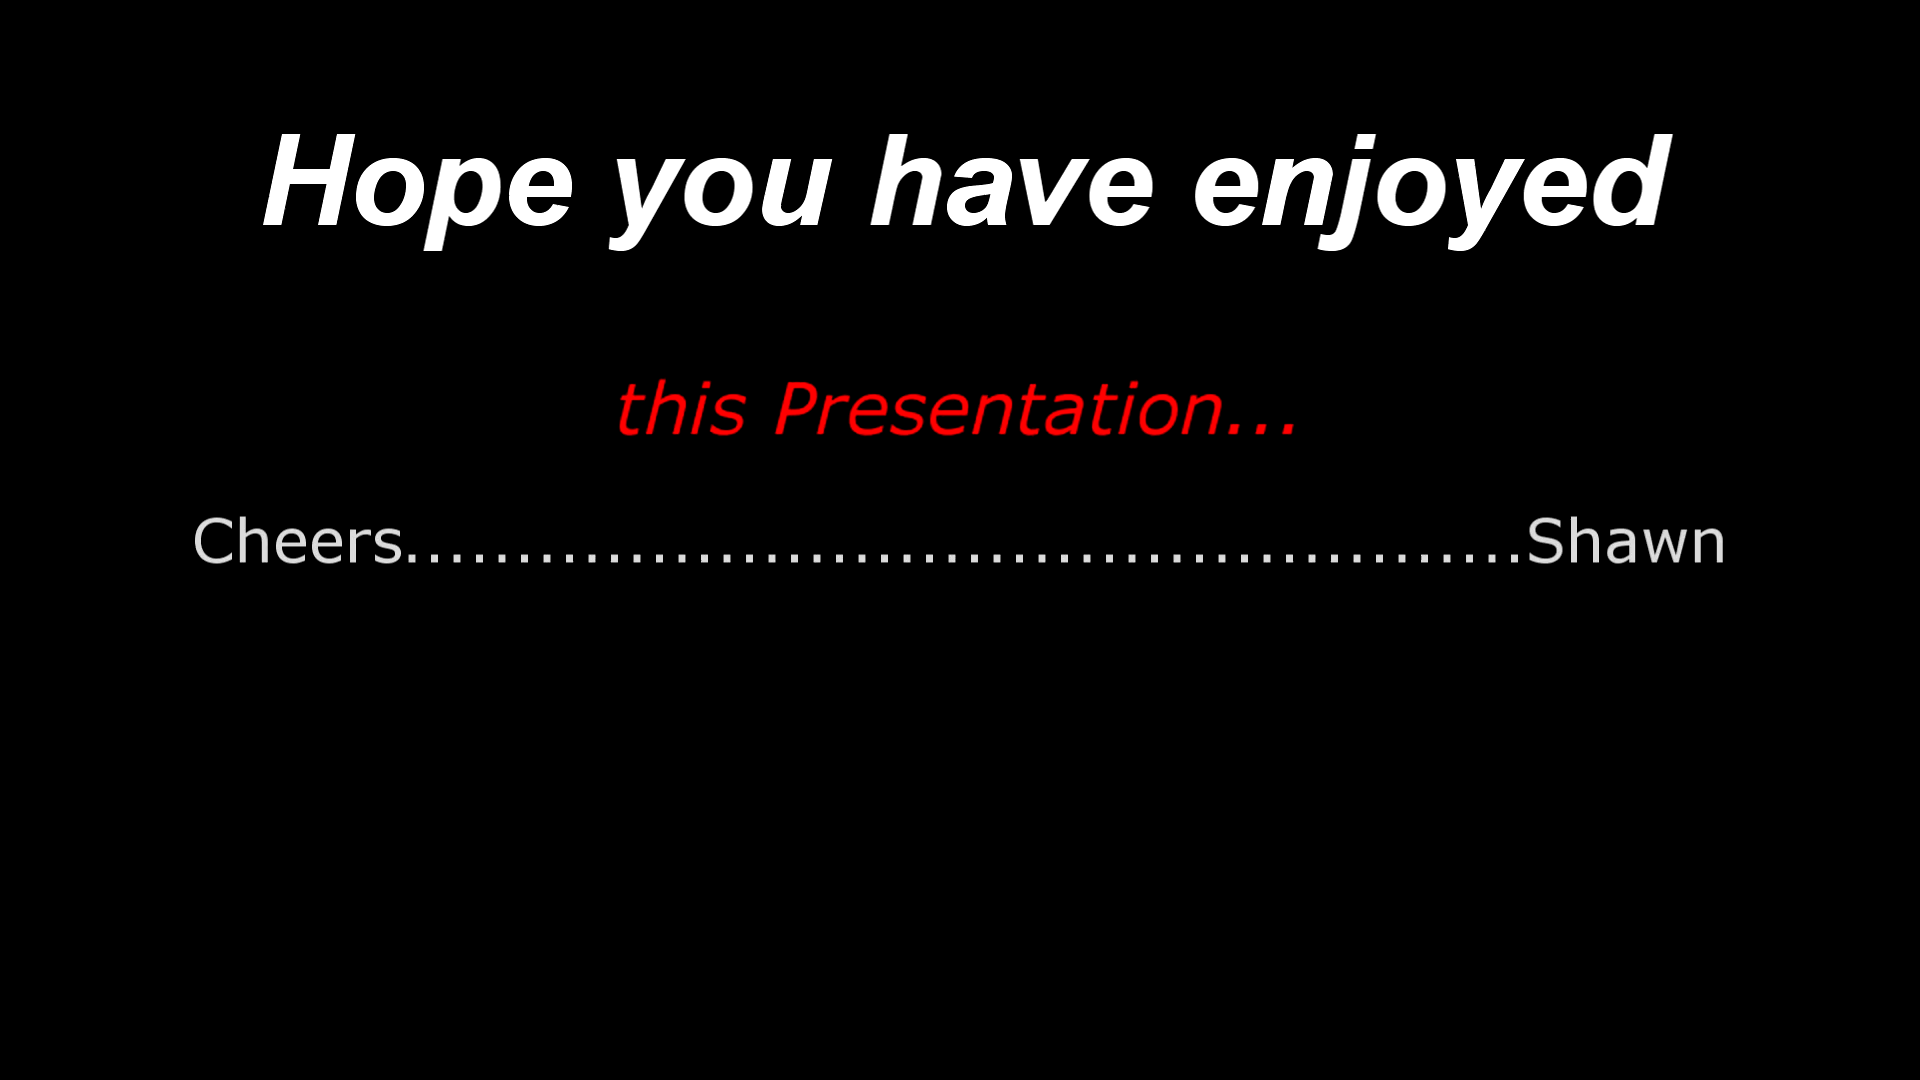 Hope you have enjoyed
this Presentation…
Cheers..................................................Shawn